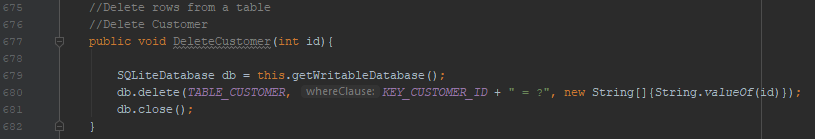 675 //Delete rows from a table
676 //Delete Customer
677 public void DeleteCustomer(int id){
678
679 SQLiteDatabase db = this.getWritableDatabase();
680 db.delete(TABLE_CUSTOMER, whereClause: KEY_CUSTOMER_ID + " = ?", new String[]{String.valueOf(id)});
681 db.close();
682 }